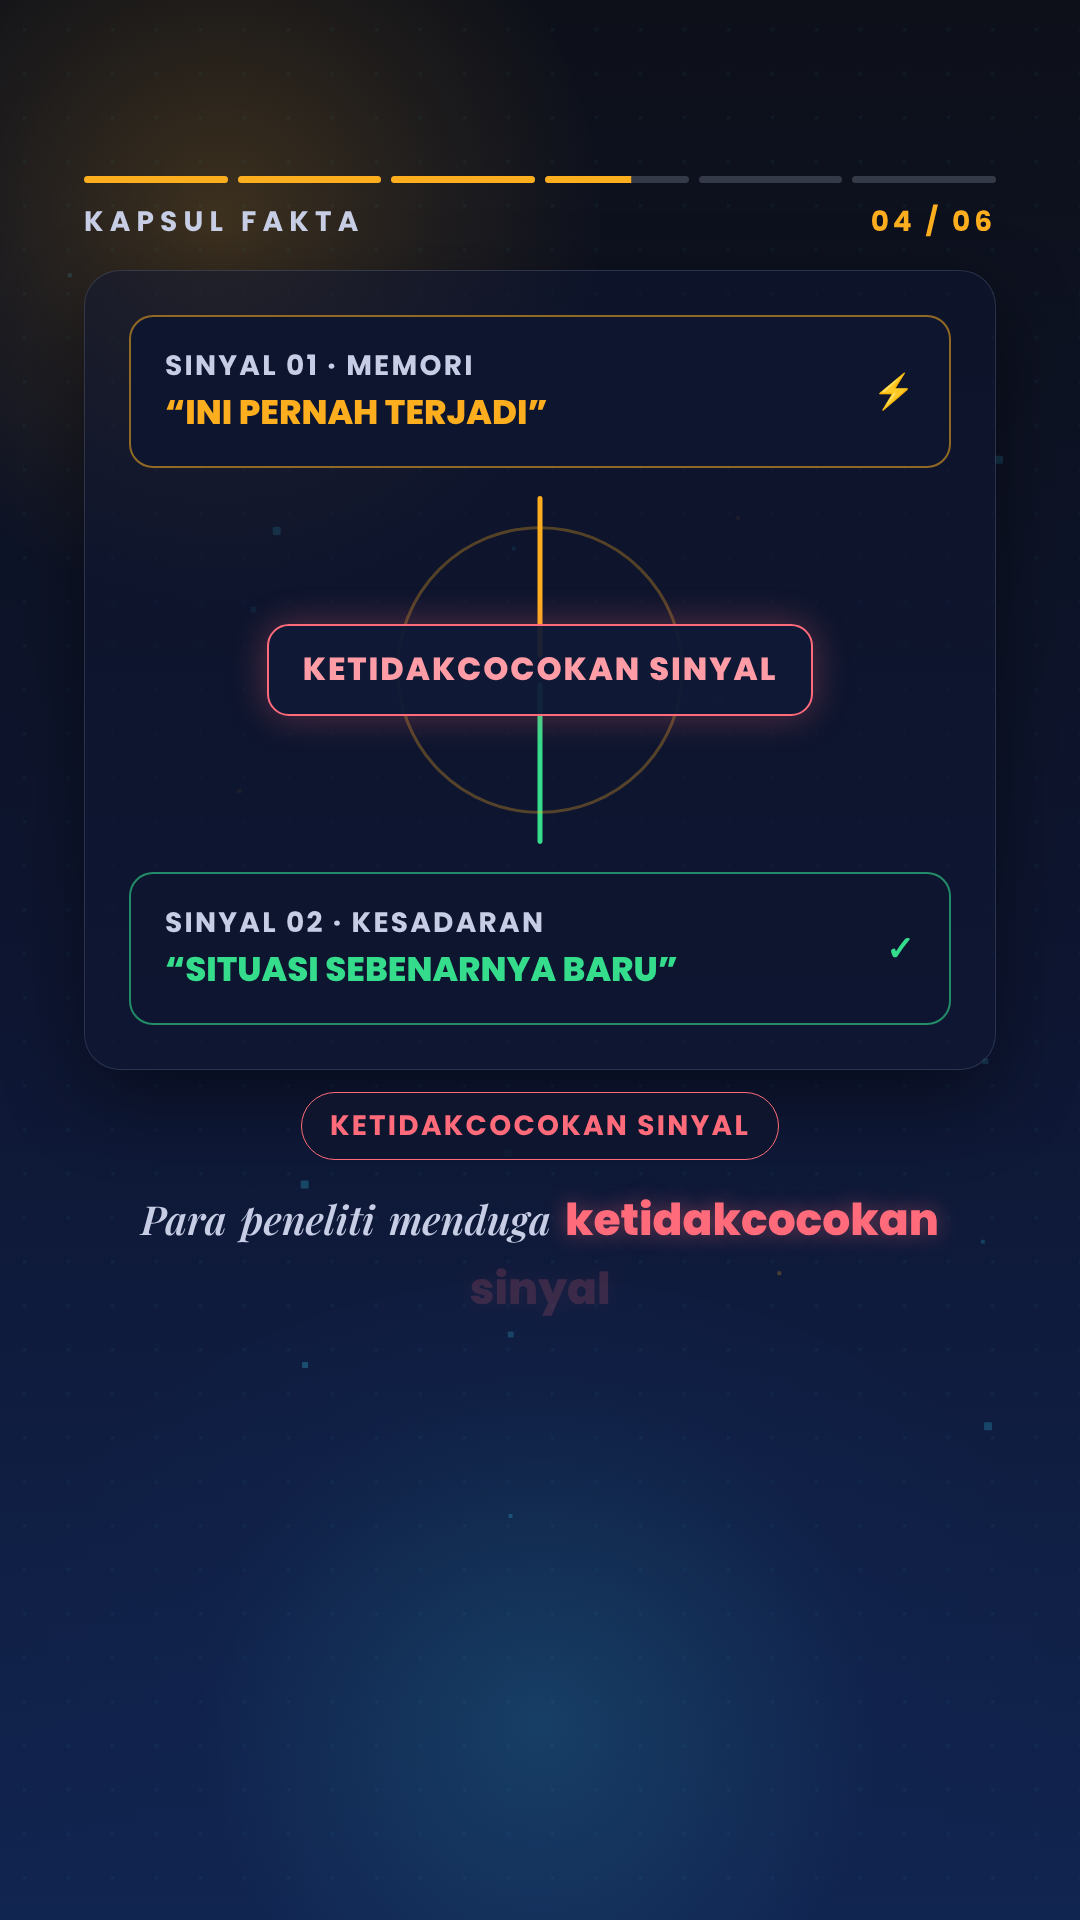 KAPSUL FAKTA
04 / 06
SINYAL 01 · MEMORI
“INI PERNAH TERJADI”
KETIDAKCOCOKAN SINYAL
SINYAL 02 · KESADARAN
“SITUASI SEBENARNYA BARU”
KETIDAKCOCOKAN SINYAL
Para peneliti menduga ketidakcocokan
sinyal